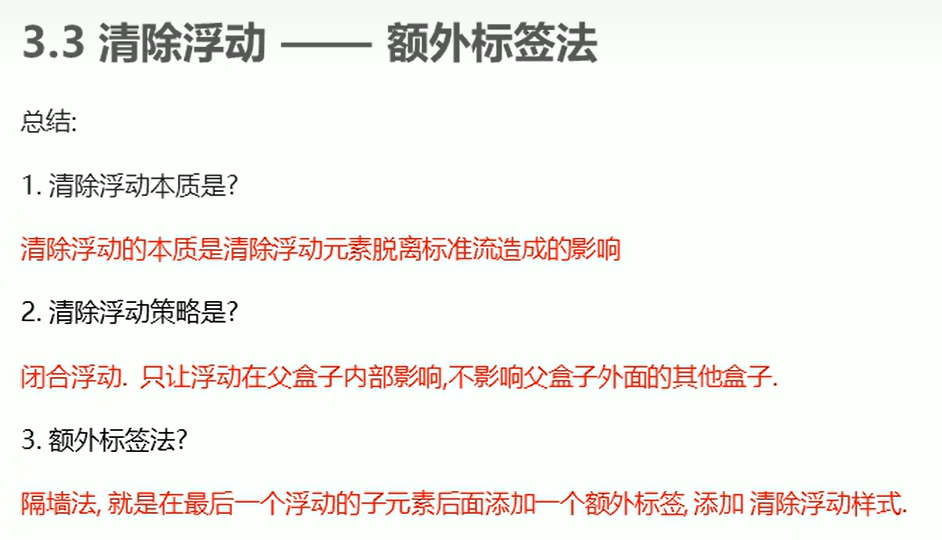 3.3 清除浮动 —— 额外标签法
总结:
1. 清除浮动本质是?
清除浮动的本质是清除浮动元素脱离标准流造成的影响
2. 清除浮动策略是?
闭合浮动. 只让浮动在父盒子内部影响,不影响父盒子外面的其他盒子.
3. 额外标签法?
隔墙法, 就是在最后一个浮动的子元素后面添加一个额外标签, 添加 清除浮动样式.